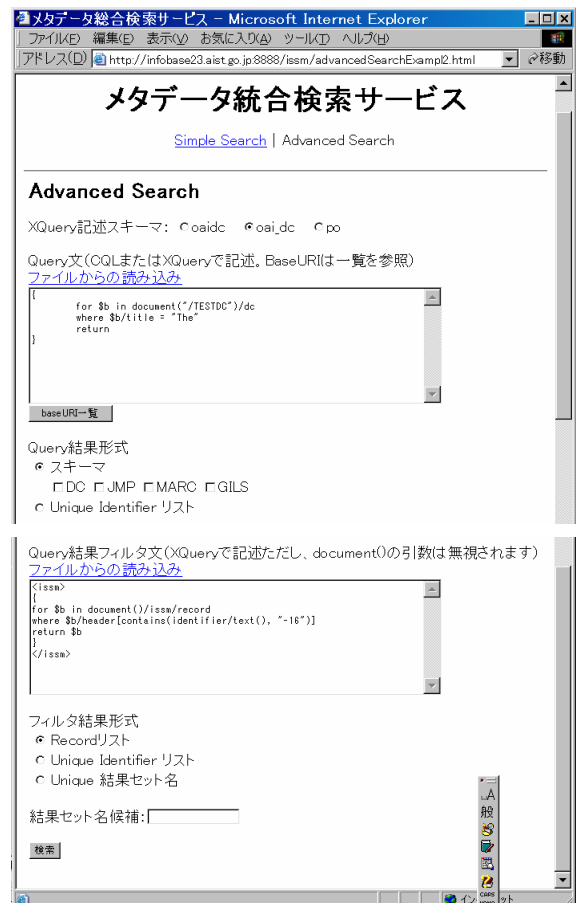 メタデータ総合検索サービス - Microsoft Internet Explorer
ファイル(F) 編集(E) 表示(V) お気に入り(A) ツール(T) ヘルプ(H)
アドレス(D) http://infobase23.aist.go.jp:8888/issm/advancedSearchExampl2.html 移動
メタデータ統合検索サービス
Simple Search | Advanced Search
Advanced Search
XQuery記述スキーマ: oaidc oai_dc po
Query文(CQLまたはXQueryで記述。BaseURIは一覧を参照)
ファイルからの読み込み
{
for $b in document("/TESTDC")/dc
where $b/title = "The"
return
}
baseURI一覧
Query結果形式
スキーマ
DC JMP MARC GILS
Unique Identifier リスト
Query結果フィルタ文(XQueryで記述ただし、document()の引数は無視されます)
ファイルからの読み込み
<issm>
{
for $b in document()/issm/record
where $b/header[contains(identifier/text(), "-16")]
return $b
}
</issm>
フィルタ結果形式
Recordリスト
Unique Identifier リスト
Unique 結果セット名
結果セット名候補:
検索
A
般
CAPS